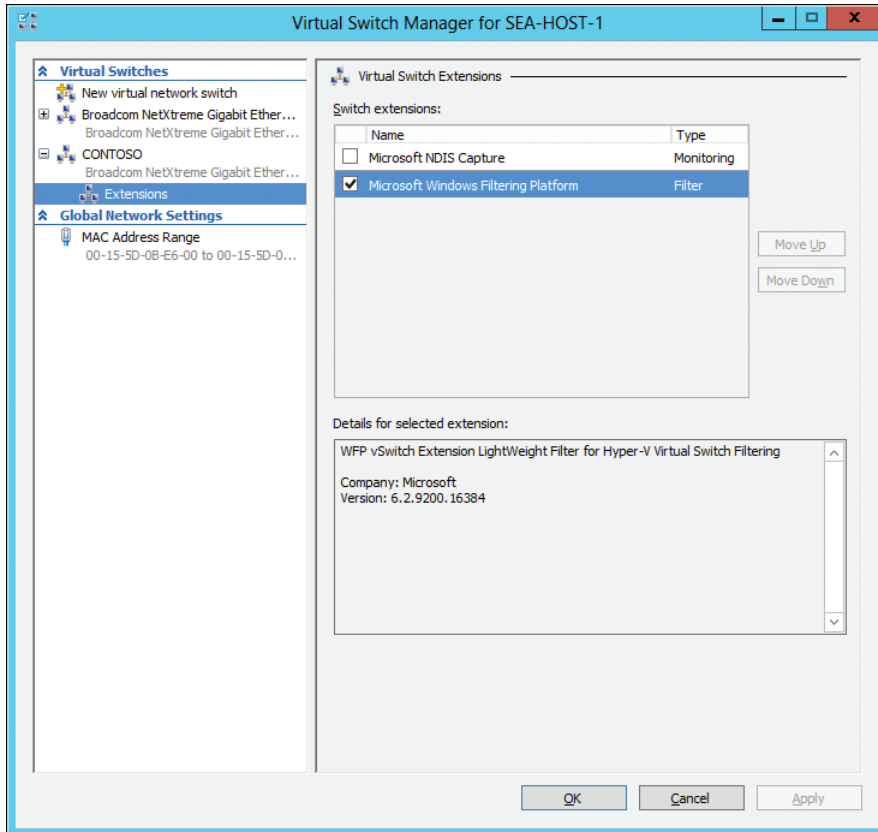 Virtual Switch Manager for SEA-HOST-1
Virtual Switches
New virtual network switch
Broadcom NetXtreme Gigabit Ether...
Broadcom NetXtreme Gigabit Ether...
CONTOSO
Broadcom NetXtreme Gigabit Ether...
Extensions
Global Network Settings
MAC Address Range
00-15-5D-0B-E6-00 to 00-15-5D-0...
Virtual Switch Extensions
Switch extensions:
Name Type
Microsoft NDIS Capture Monitoring
Microsoft Windows Filtering Platform Filter
Move Up
Move Down
Details for selected extension:
WFP vSwitch Extension LightWeight Filter for Hyper-V Virtual Switch Filtering
Company: Microsoft
Version: 6.2.9200.16384
OK Cancel Apply